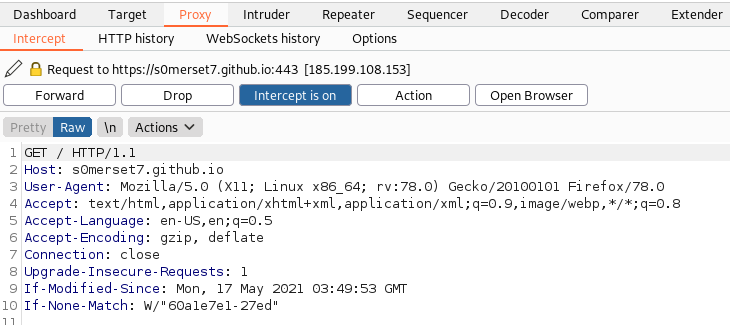 Dashboard Target Proxy Intruder Repeater Sequencer Decoder Comparer Extender
Intercept HTTP history WebSockets history Options
Request to https://s0merset7.github.io:443 [185.199.108.153]
Forward Drop Intercept is on Action Open Browser
Pretty Raw \n Actions
1 GET / HTTP/1.1
2 Host: s0merset7.github.io
3 User-Agent: Mozilla/5.0 (X11; Linux x86_64; rv:78.0) Gecko/20100101 Firefox/78.0
4 Accept: text/html,application/xhtml+xml,application/xml;q=0.9,image/webp,*/*;q=0.8
5 Accept-Language: en-US,en;q=0.5
6 Accept-Encoding: gzip, deflate
7 Connection: close
8 Upgrade-Insecure-Requests: 1
9 If-Modified-Since: Mon, 17 May 2021 03:49:53 GMT
10 If-None-Match: W/"60a1e7e1-27ed"
11